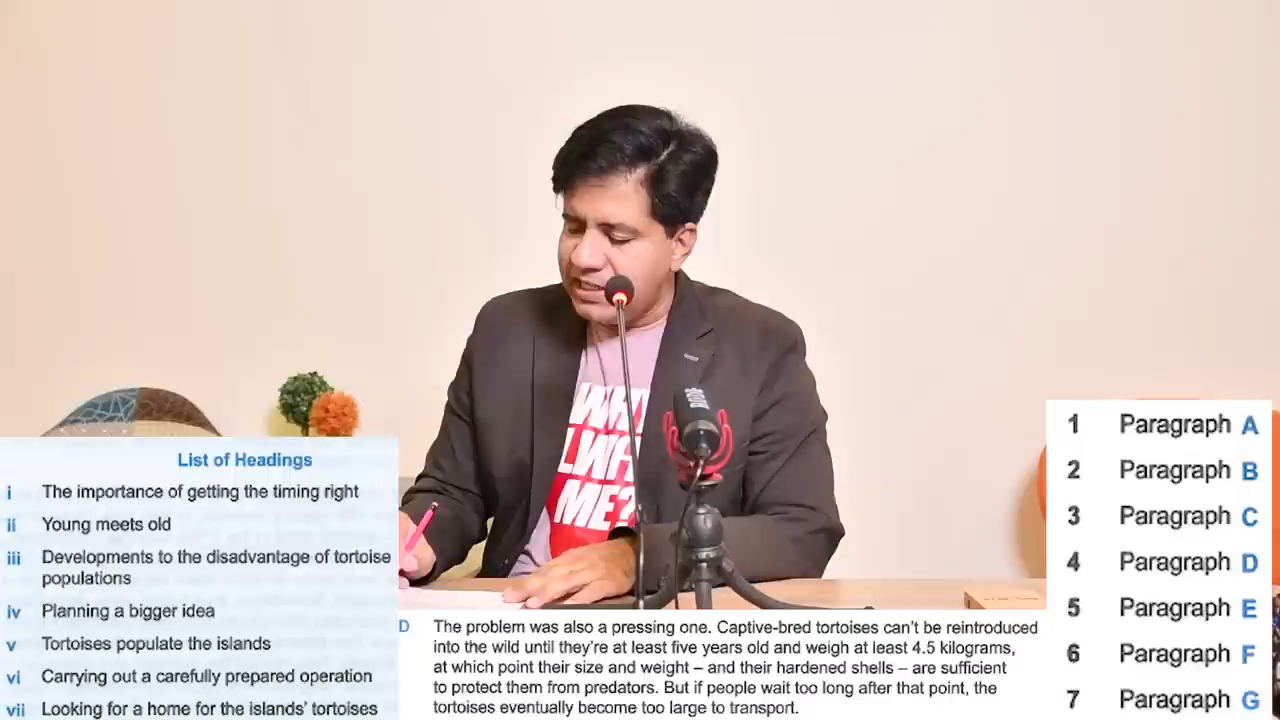 WHY
ALWAYS
ME?
RODE
List of Headings
i The importance of getting the timing right
ii Young meets old
iii Developments to the disadvantage of tortoise
populations
iv Planning a bigger idea
v Tortoises populate the islands
vi Carrying out a carefully prepared operation
vii Looking for a home for the islands' tortoises
D The problem was also a pressing one. Captive-bred tortoises can't be reintroduced
into the wild until they're at least five years old and weigh at least 4.5 kilograms,
at which point their size and weight – and their hardened shells – are sufficient
to protect them from predators. But if people wait too long after that point, the
tortoises eventually become too large to transport.
1 Paragraph A
2 Paragraph B
3 Paragraph C
4 Paragraph D
5 Paragraph E
6 Paragraph F
7 Paragraph G